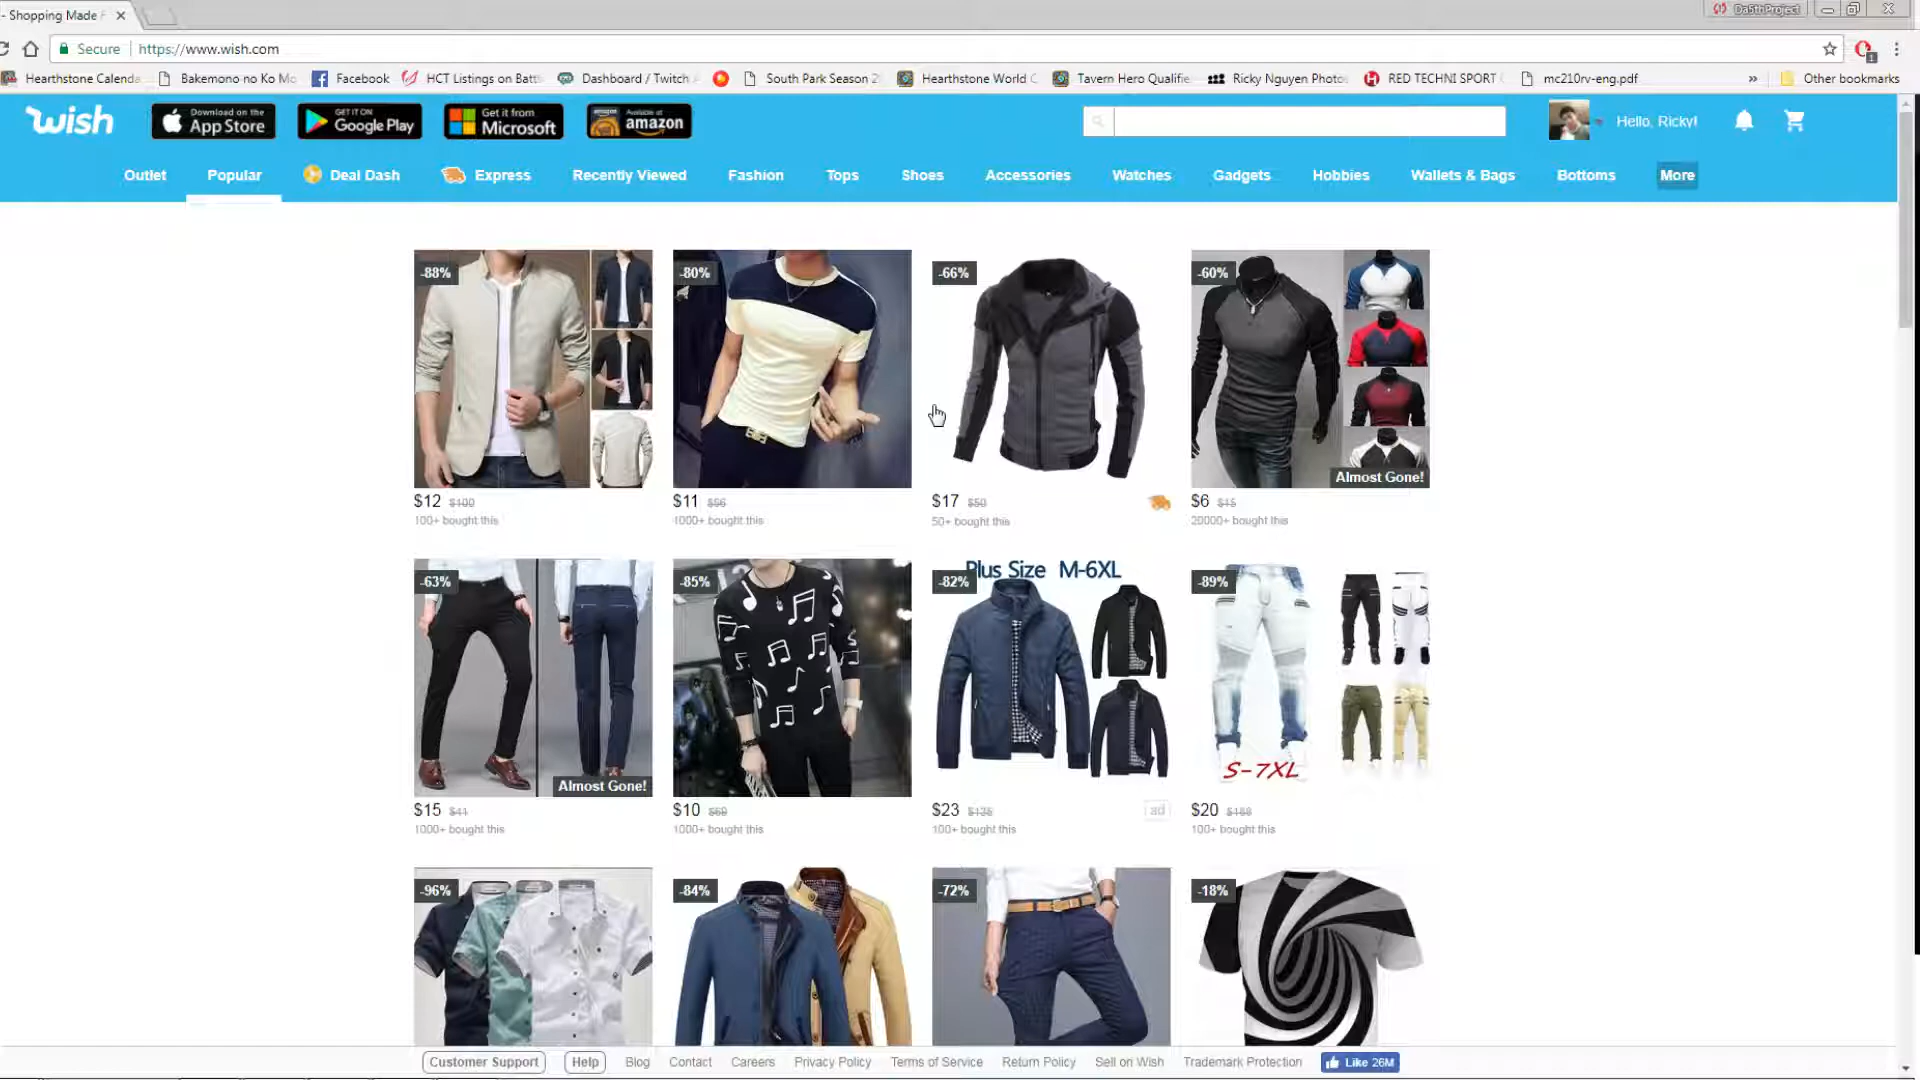 - Shopping Made F
Da5thProject
Secure
https://www.wish.com
Hearthstone Calenda
Bakemono no Ko Mo
Facebook
HCT Listings on Batt
Dashboard / Twitch
South Park Season 2
Hearthstone World C
Tavern Hero Qualifie
Ricky Nguyen Photo
RED TECHNI SPORT
mc210rv-eng.pdf
»
Other bookmarks
wish
Download on the
App Store
GET IT ON
Google Play
Get it from
Microsoft
Available at
amazon
Hello, Ricky!
Outlet
Popular
Deal Dash
Express
Recently Viewed
Fashion
Tops
Shoes
Accessories
Watches
Gadgets
Hobbies
Wallets & Bags
Bottoms
More
-88%
-80%
-66%
-60%
Almost Gone!
$12 $100
100+ bought this
$11 $56
1000+ bought this
$17 $50
50+ bought this
$6 $15
20000+ bought this
-63%
Almost Gone!
-85%
-82%
Plus Size M-6XL
-89%
S-7XL
$15 $41
1000+ bought this
$10 $69
1000+ bought this
$23
ad
100+ bought this
$20
100+ bought this
-96%
-84%
-72%
-18%
Customer Support
Help
Blog
Contact
Careers
Privacy Policy
Terms of Service
Return Policy
Sell on Wish
Trademark Protection
Like 26M